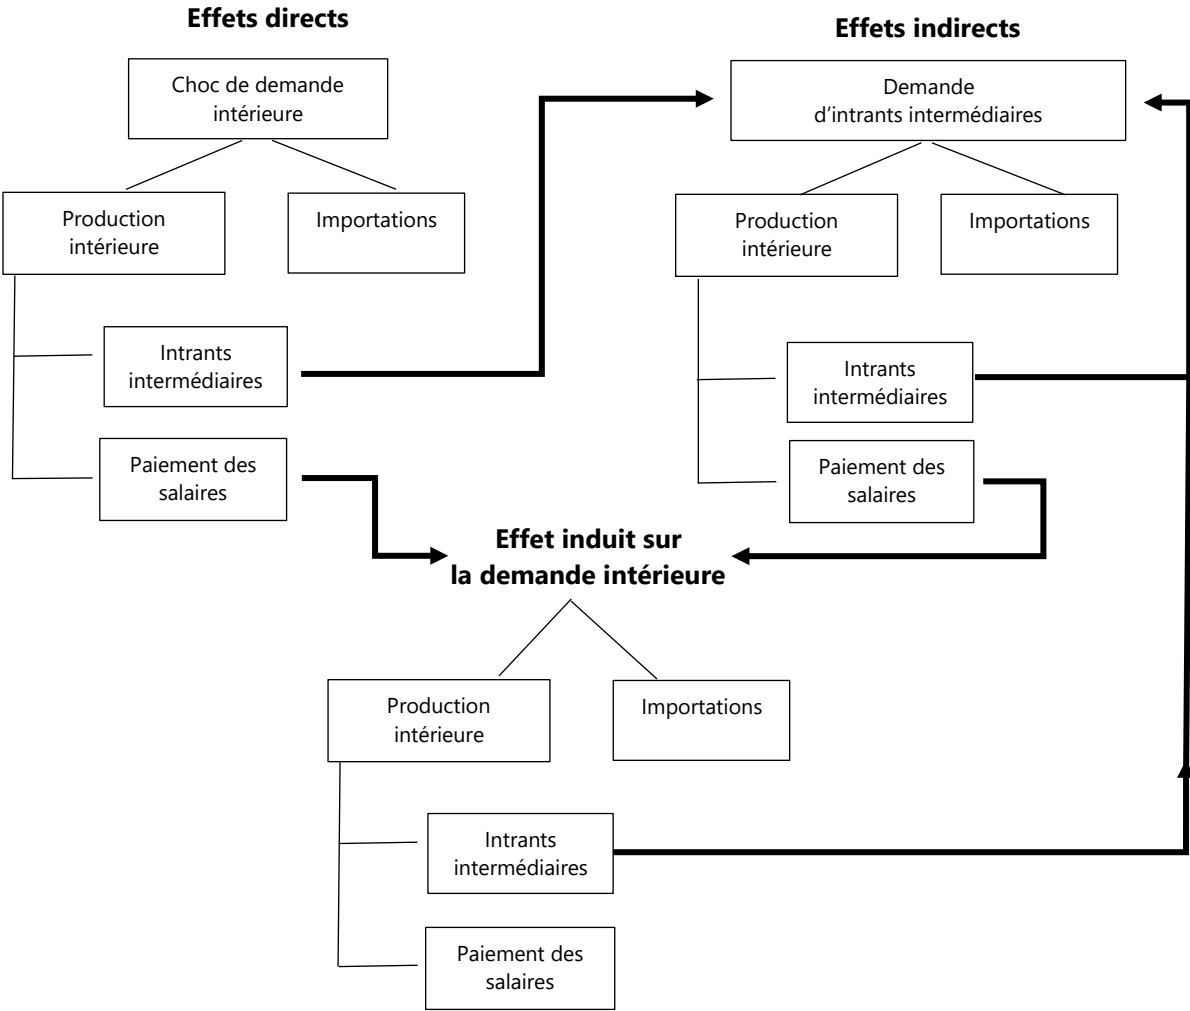 Effets directs
Choc de demande
intérieure
Production
intérieure
Importations
Intrants
intermédiaires
Paiement des
salaires
Effets indirects
Demande
d’intrants intermédiaires
Production
intérieure
Importations
Intrants
intermédiaires
Paiement des
salaires
Effet induit sur
la demande intérieure
Production
intérieure
Importations
Intrants
intermédiaires
Paiement des
salaires